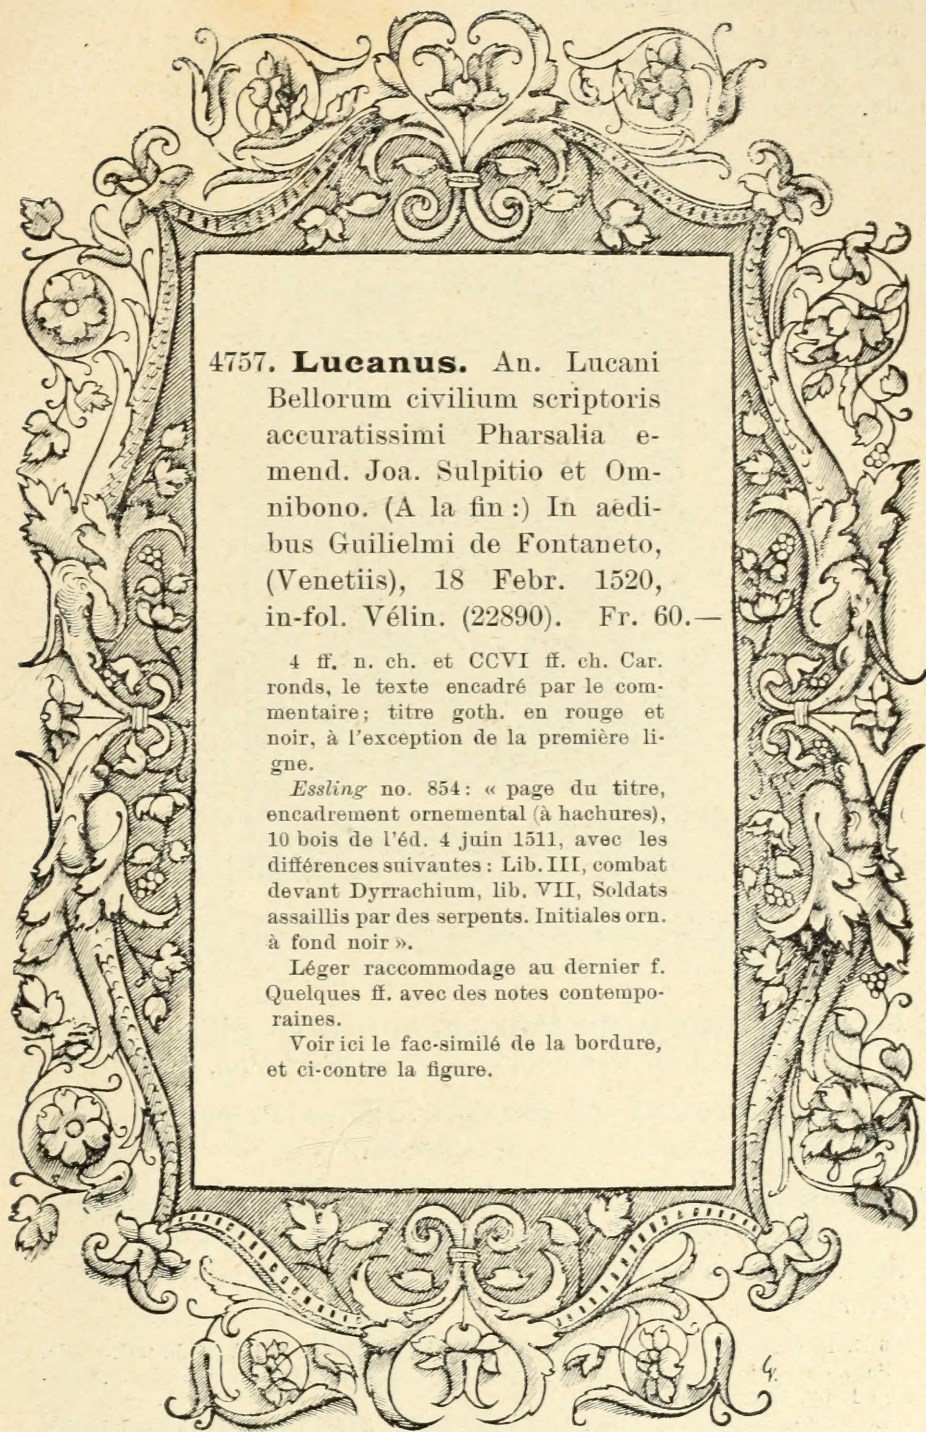 4757. Lucanus. An. Lucani
Bellorum civilium scriptoris
accuratissimi Pharsalia e-
mend. Joa. Sulpitio et Om-
nibono. (A la fin :) In aedi-
bus Guilielmi de Fontaneto,
(Venetiis), 18 Febr. 1520,
in-fol. Vélin. (22890). Fr. 60.—
4 ff. n. ch. et CCVI ff. ch. Car.
ronds, le texte encadré par le com-
mentaire; titre goth. en rouge et
noir, à l'exception de la première li-
gne.
Essling no. 854: « page du titre,
encadrement ornemental (à hachures),
10 bois de l'éd. 4 juin 1511, avec les
différences suivantes : Lib. III, combat
devant Dyrrachium, lib. VII, Soldats
assaillis par des serpents. Initiales orn.
à fond noir ».
Léger raccommodage au dernier f.
Quelques ff. avec des notes contempo-
raines.
Voir ici le fac-similé de la bordure,
et ci-contre la figure.